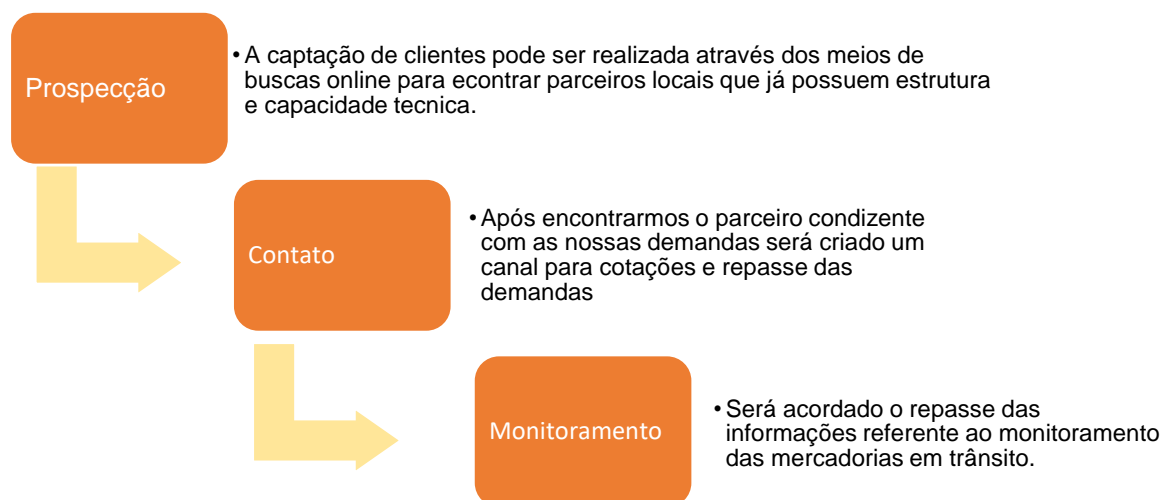 Prospecção
• A captação de clientes pode ser realizada através dos meios de
buscas online para econtrar parceiros locais que já possuem estrutura
e capacidade tecnica.
Contato
• Após encontrarmos o parceiro condizente
com as nossas demandas será criado um
canal para cotações e repasse das
demandas
Monitoramento
• Será acordado o repasse das
informações referente ao monitoramento
das mercadorias em trânsito.